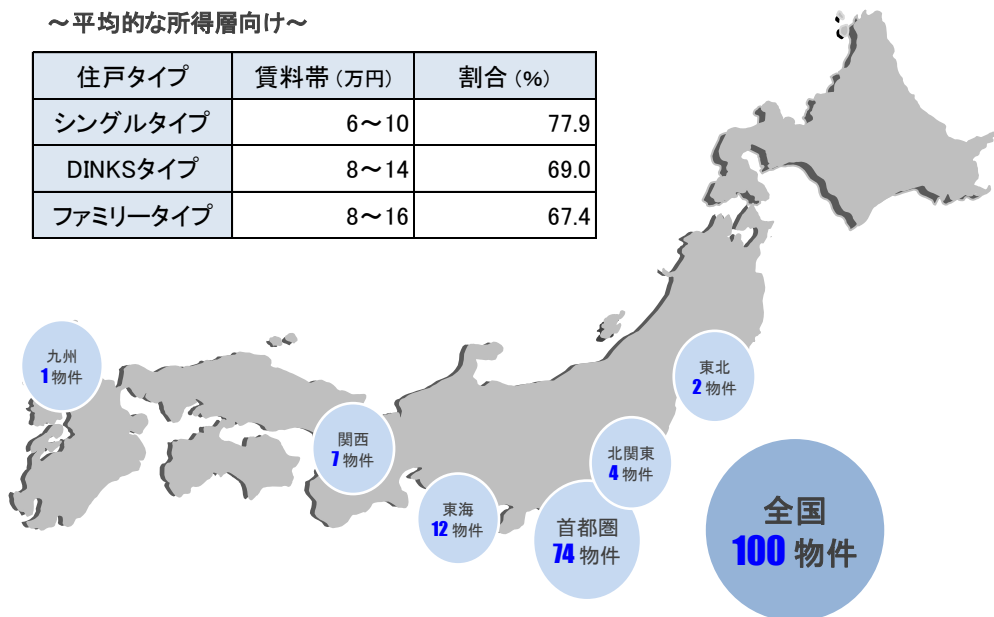 ～平均的な所得層向け～
住戸タイプ 賃料帯（万円） 割合（%）
シングルタイプ 6～10 77.9
DINKSタイプ 8～14 69.0
ファミリータイプ 8～16 67.4
九州
1物件
東北
2物件
関西
7物件
北関東
4物件
東海
12物件
首都圏
74物件
全国
100物件